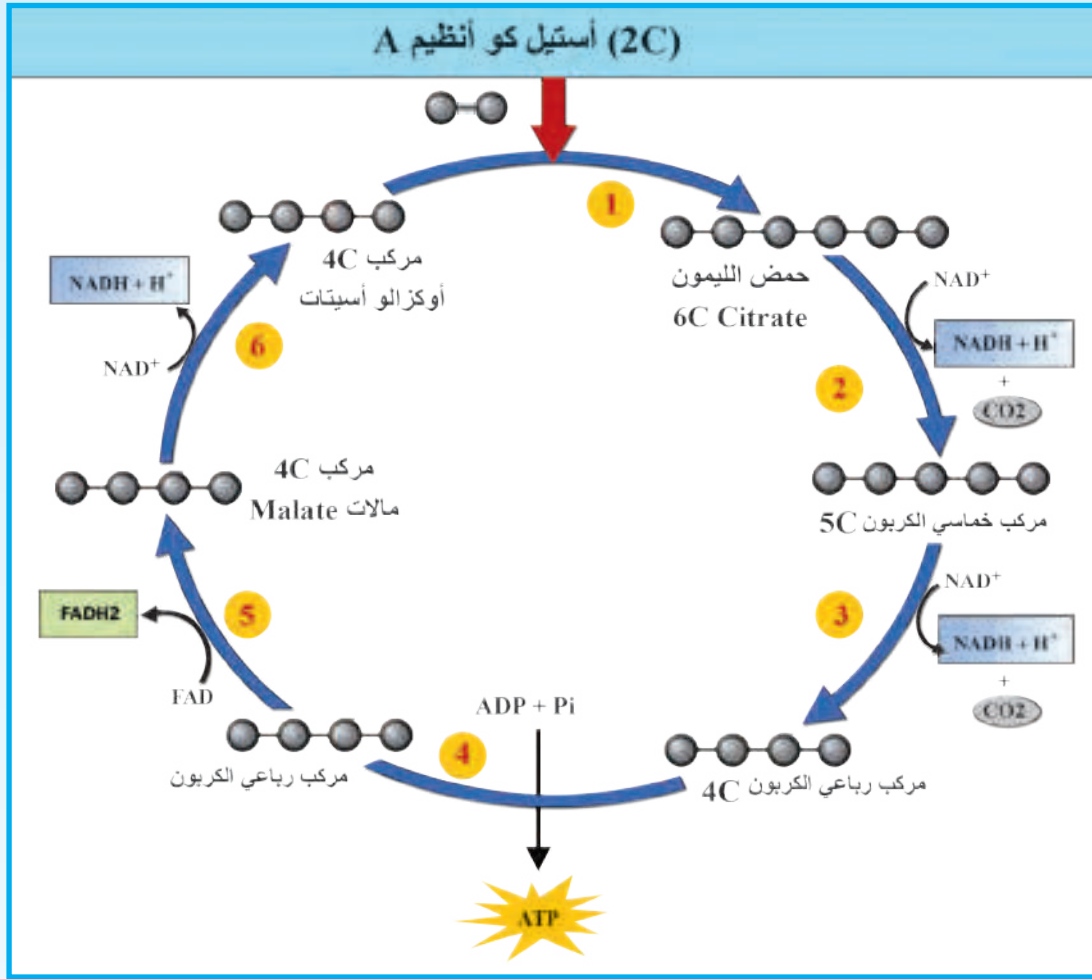 (2C) أستيل كو أنظيم A
1
مركب 4C
أوكزالو أسيتات
حمض الليمون
6C Citrate
NAD⁺
NADH + H⁺
+
CO2
2
مركب خماسي الكربون 5C
NAD⁺
NADH + H⁺
+
CO2
3
مركب رباعي الكربون 4C
ADP + Pi
4
ATP
مركب رباعي الكربون
5
FAD
FADH2
مركب 4C
مالات Malate
6
NAD⁺
NADH + H⁺